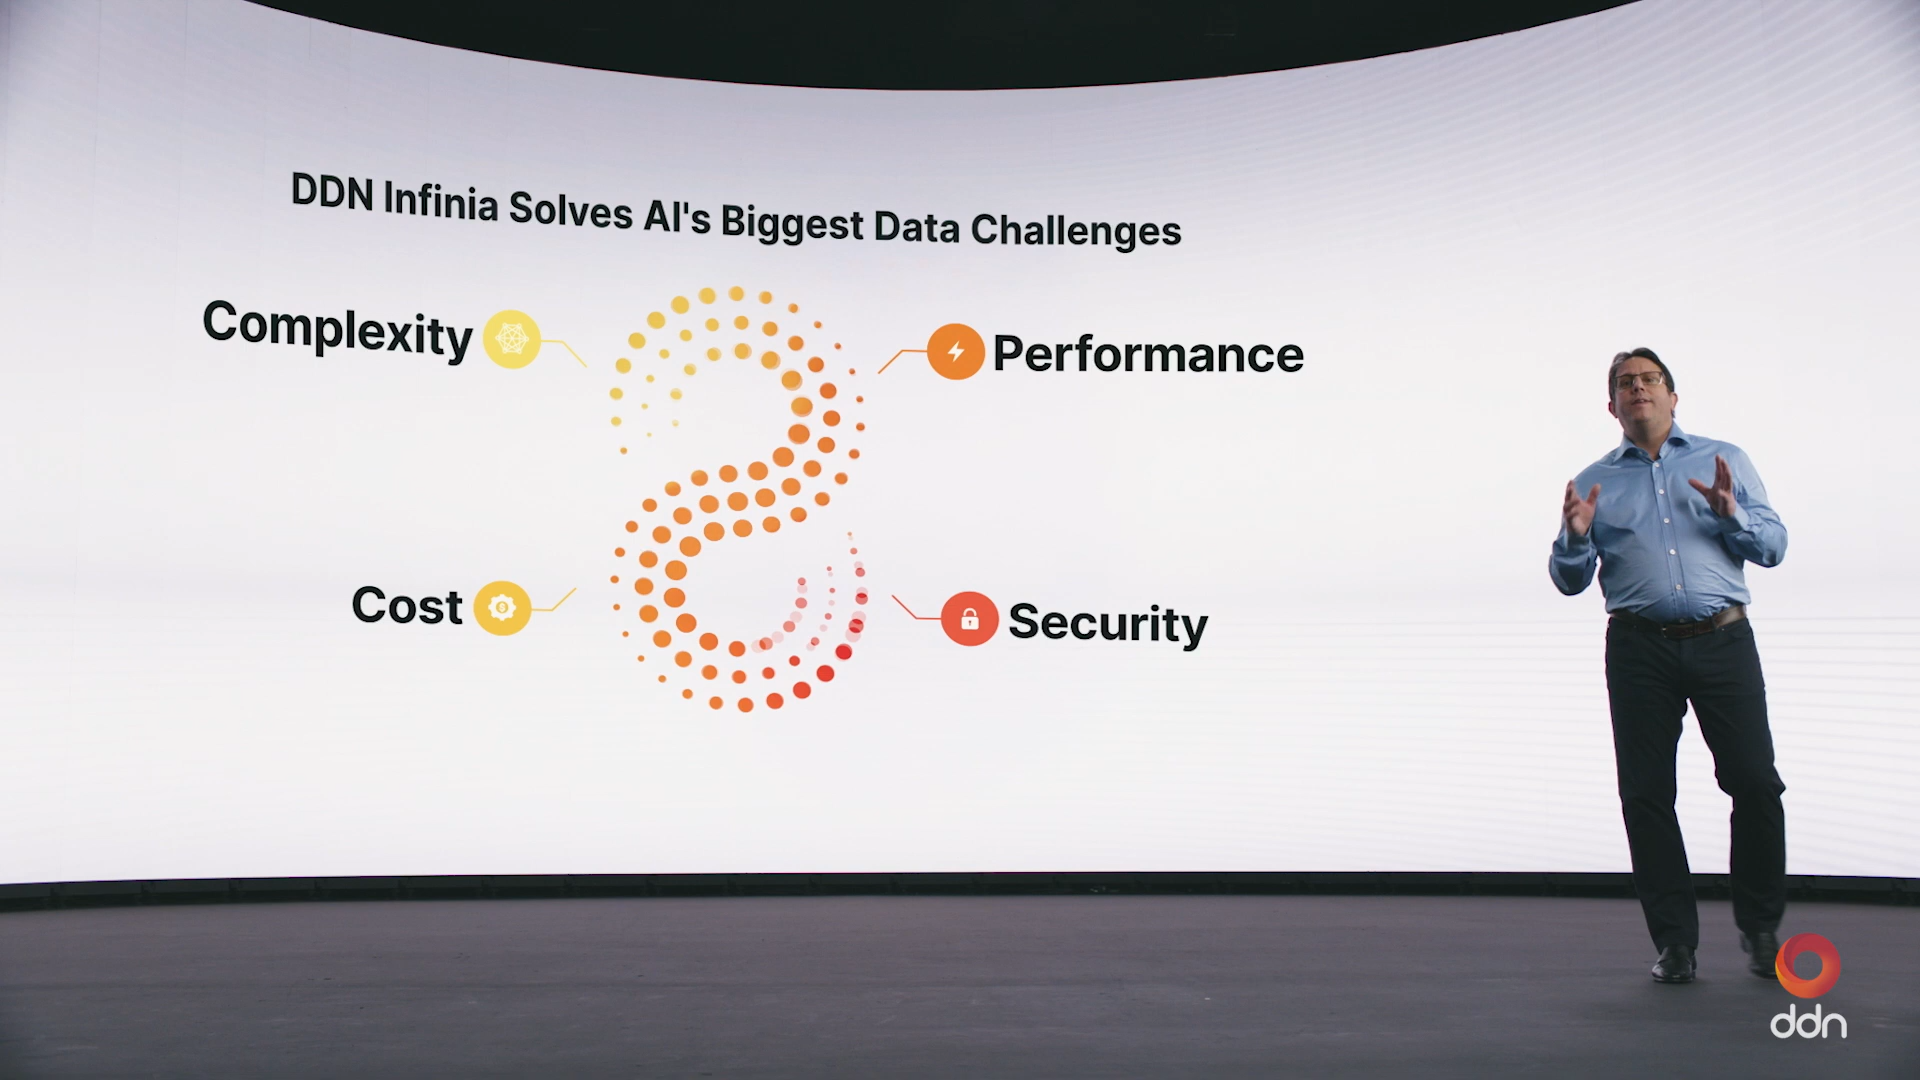 DDN Infinia Solves AI's Biggest Data Challenges
Complexity
Performance
Cost
Security
ddn